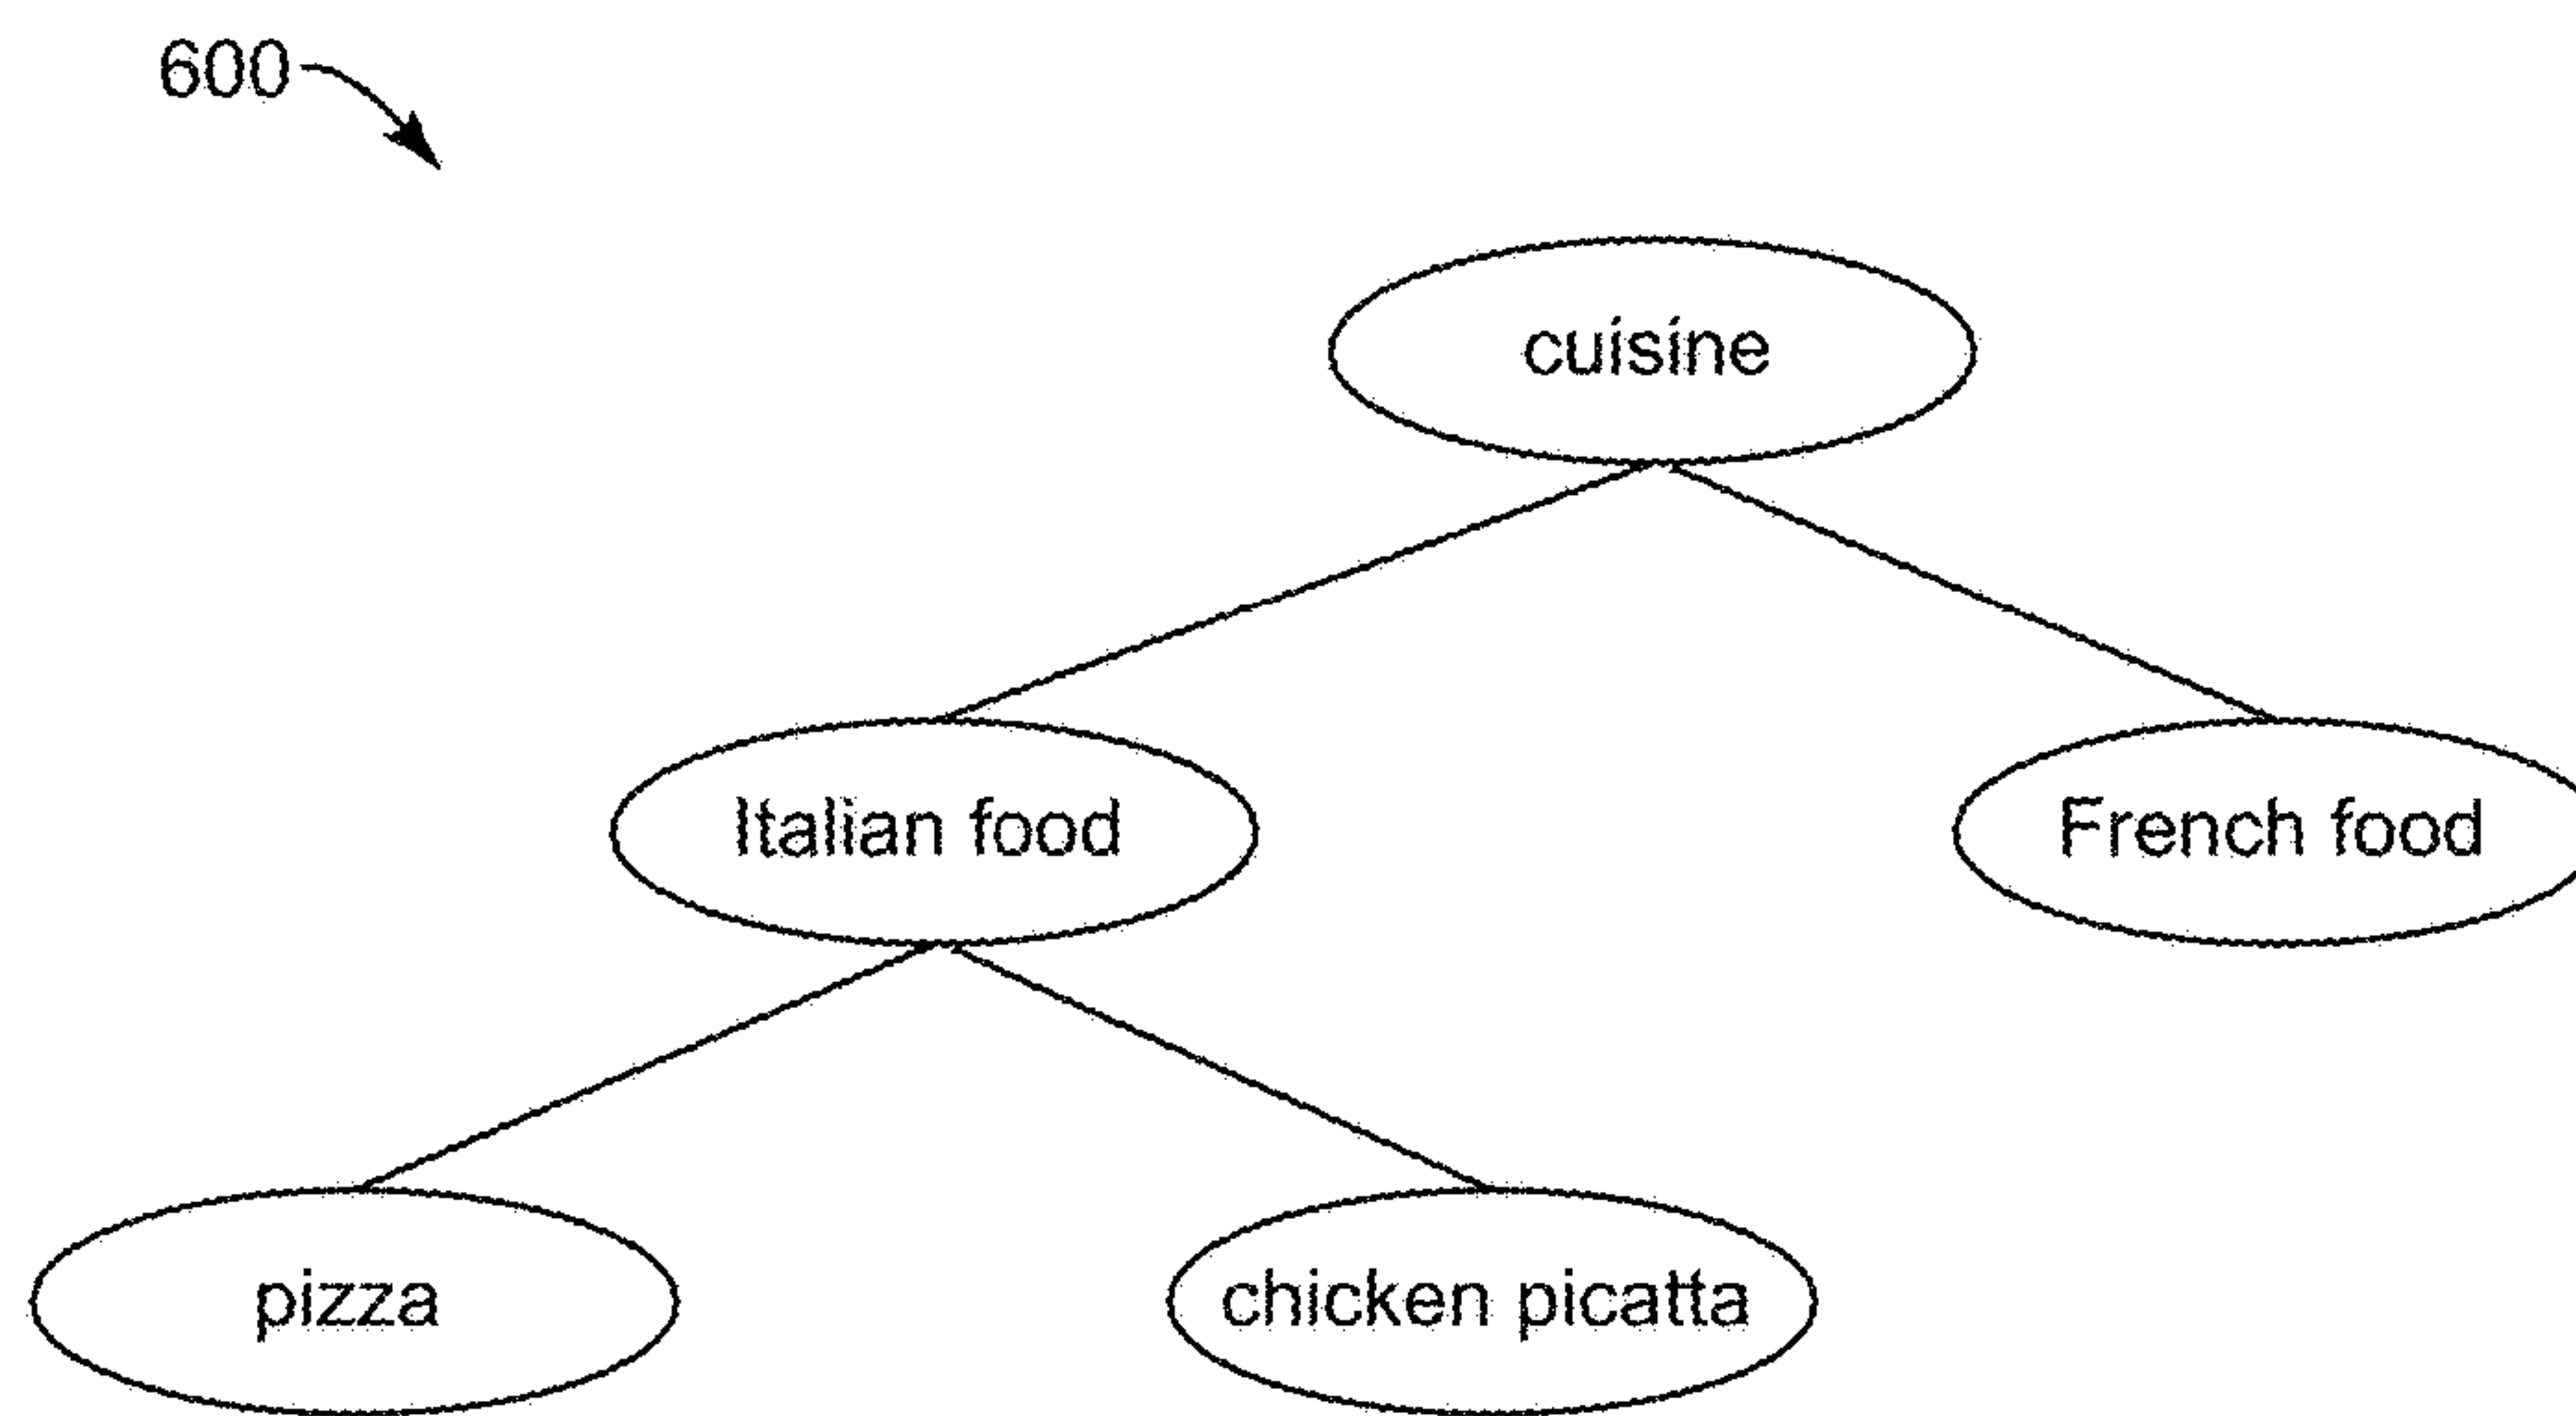 600
cuisine
Italian food
French food
pizza
chicken picatta